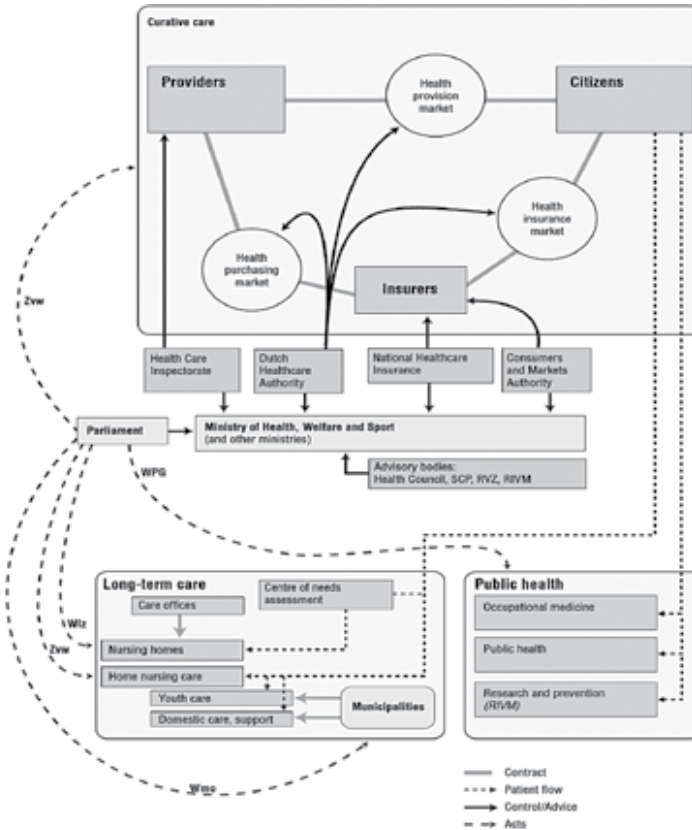 Curative care
Providers
Health
provision
market
Citizens
Health
insurance
market
Health
purchasing
market
Insurers
Zvw
Health Care
Inspectorate
Dutch
Healthcare
Authority
National Healthcare
Insurance
Consumers
and Markets
Authority
Parliament
Ministry of Health, Welfare and Sport
(and other ministries)
WPG
Advisory bodies:
Health Council, SCP, RVZ, RIVM
Long-term care
Care offices
Centre of needs
assessment
Wlz
Nursing homes
Zvw
Home nursing care
Youth care
Domestic care, support
Municipalities
Wmo
Public health
Occupational medicine
Public health
Research and prevention
(RIVM)
Contract
Patient flow
Control/Advice
Acts